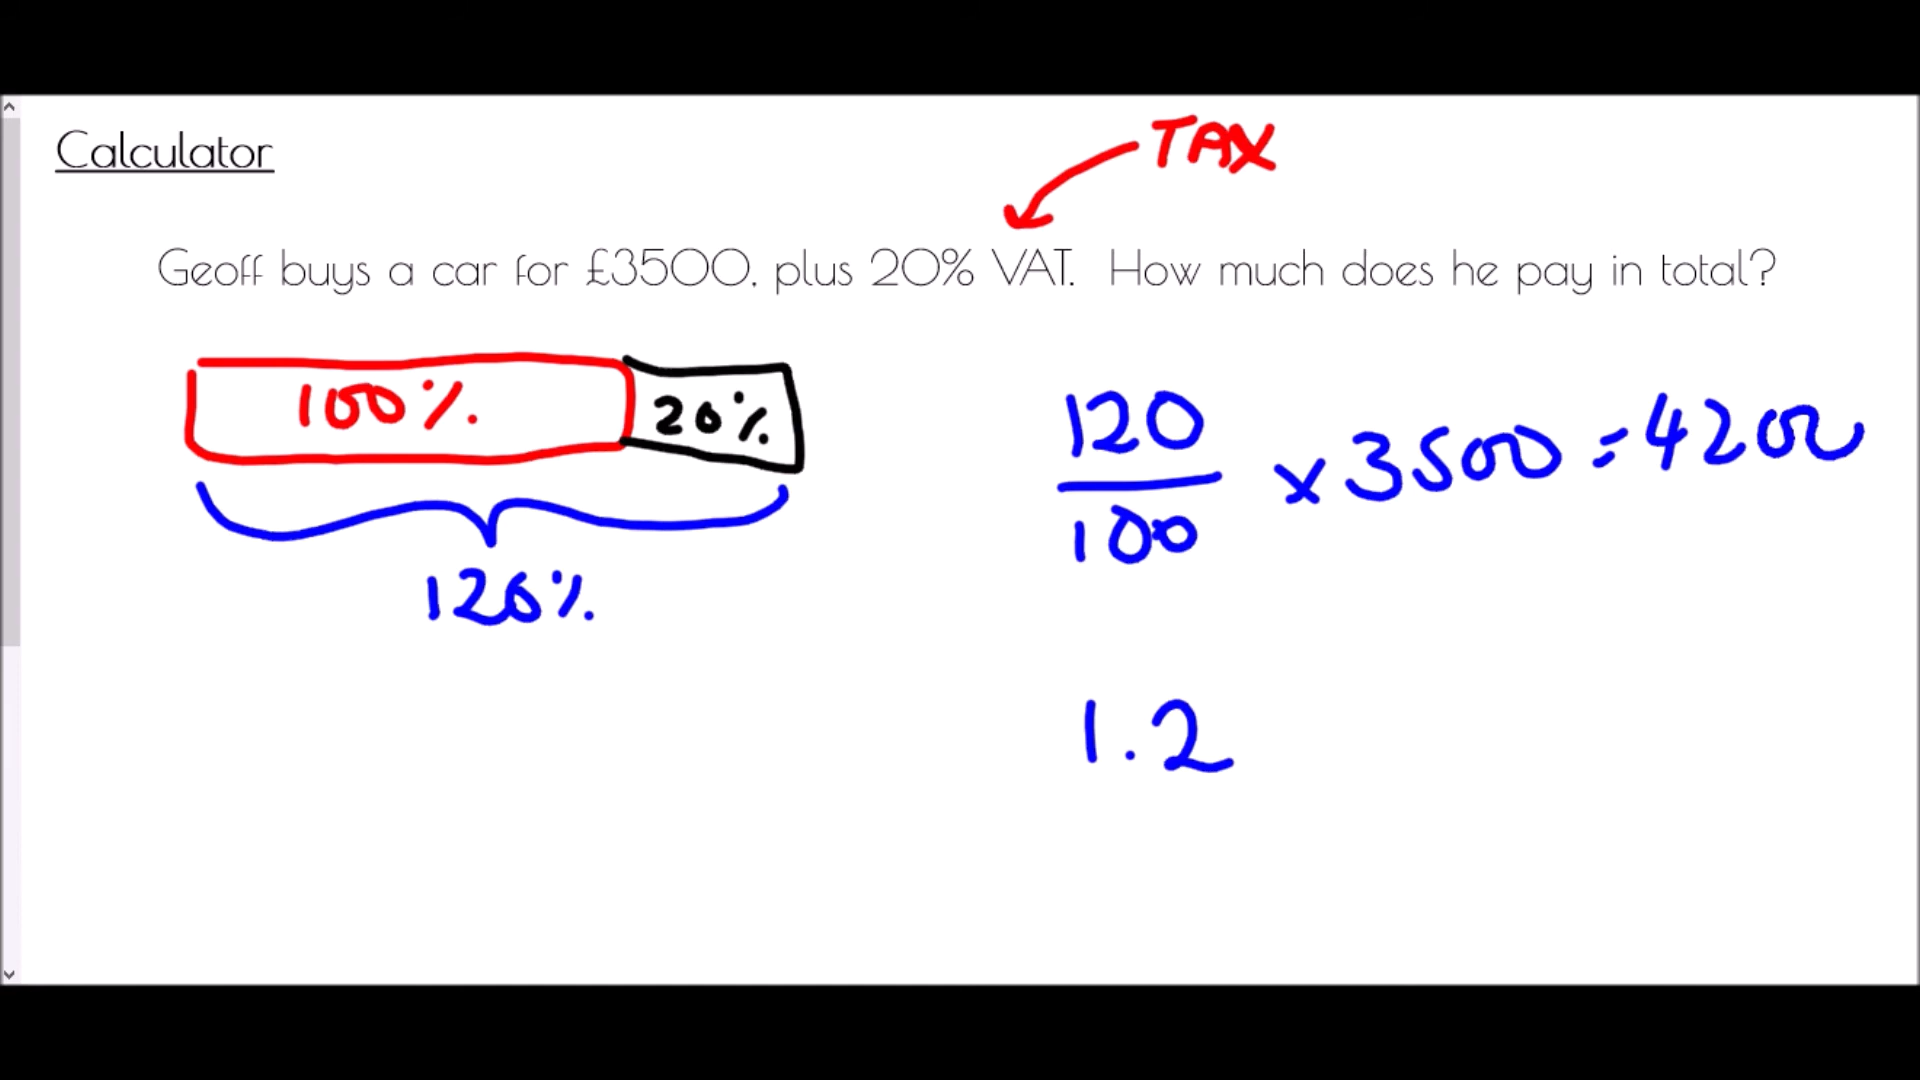 Calculator
TAX
Geoff buys a car for £3500, plus 20% VAT. How much does he pay in total?
100% 20%
120%
120
100
× 3500 = 4200
1.2